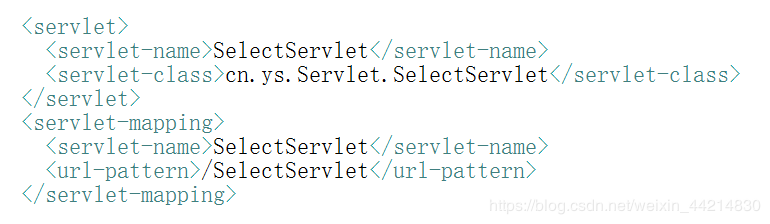 <servlet>
<servlet-name>SelectServlet</servlet-name>
<servlet-class>cn.ys.Servlet.SelectServlet</servlet-class>
</servlet>
<servlet-mapping>
<servlet-name>SelectServlet</servlet-name>
<url-pattern>/SelectServlet</url-pattern>
</servlet-mapping>
https://blog.csdn.net/weixin_44214830